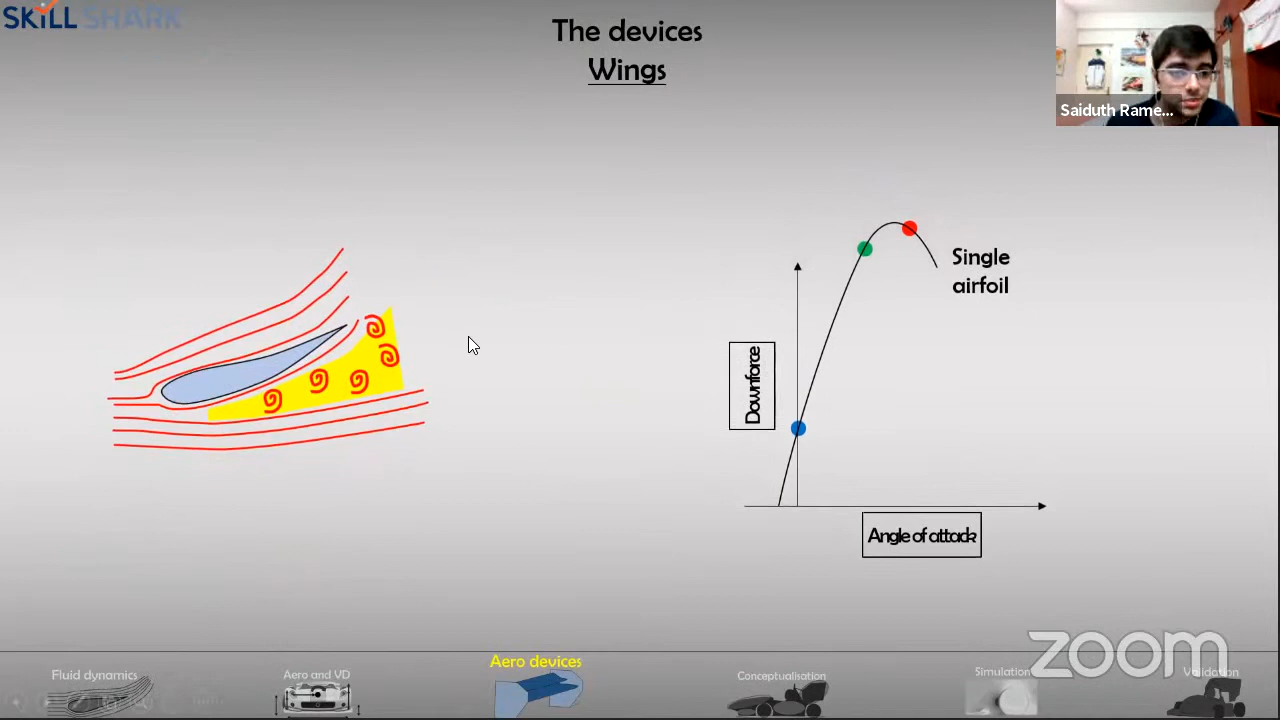 SKILL SHARK
The devices
Wings
Saiduth Rame...
Single
airfoil
Downforce
Angle of attack
zoom
Fluid dynamics
Aero and VD
Aero devices
Conceptualisation
Simulation
Validation